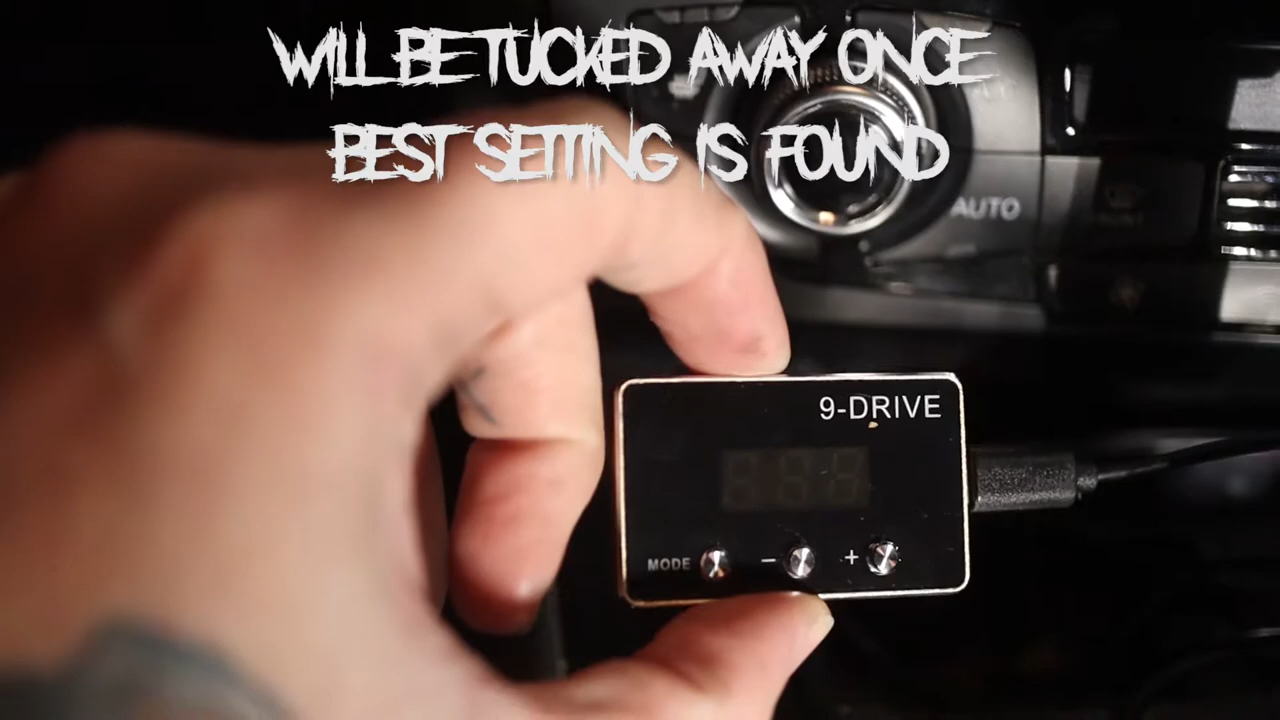 WILL BE TUCKED AWAY ONCE
BEST SETTING IS FOUND
AUTO
9-DRIVE
MODE - +